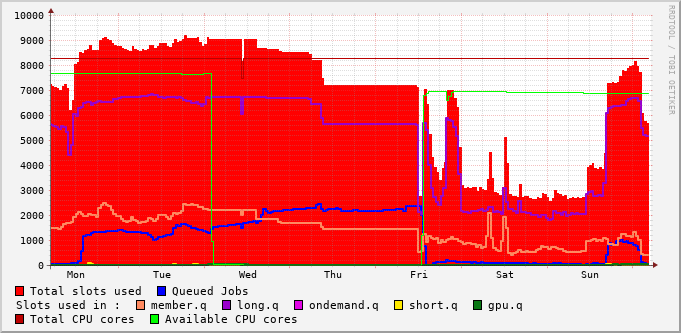 10000
9000
8000
7000
6000
5000
4000
3000
2000
1000
0
Mon Tue Wed Thu Fri Sat Sun
RRDTOOL / TOBI OETIKER
Total slots used Queued Jobs
Slots used in : member.q long.q ondemand.q short.q gpu.q
Total CPU cores Available CPU cores